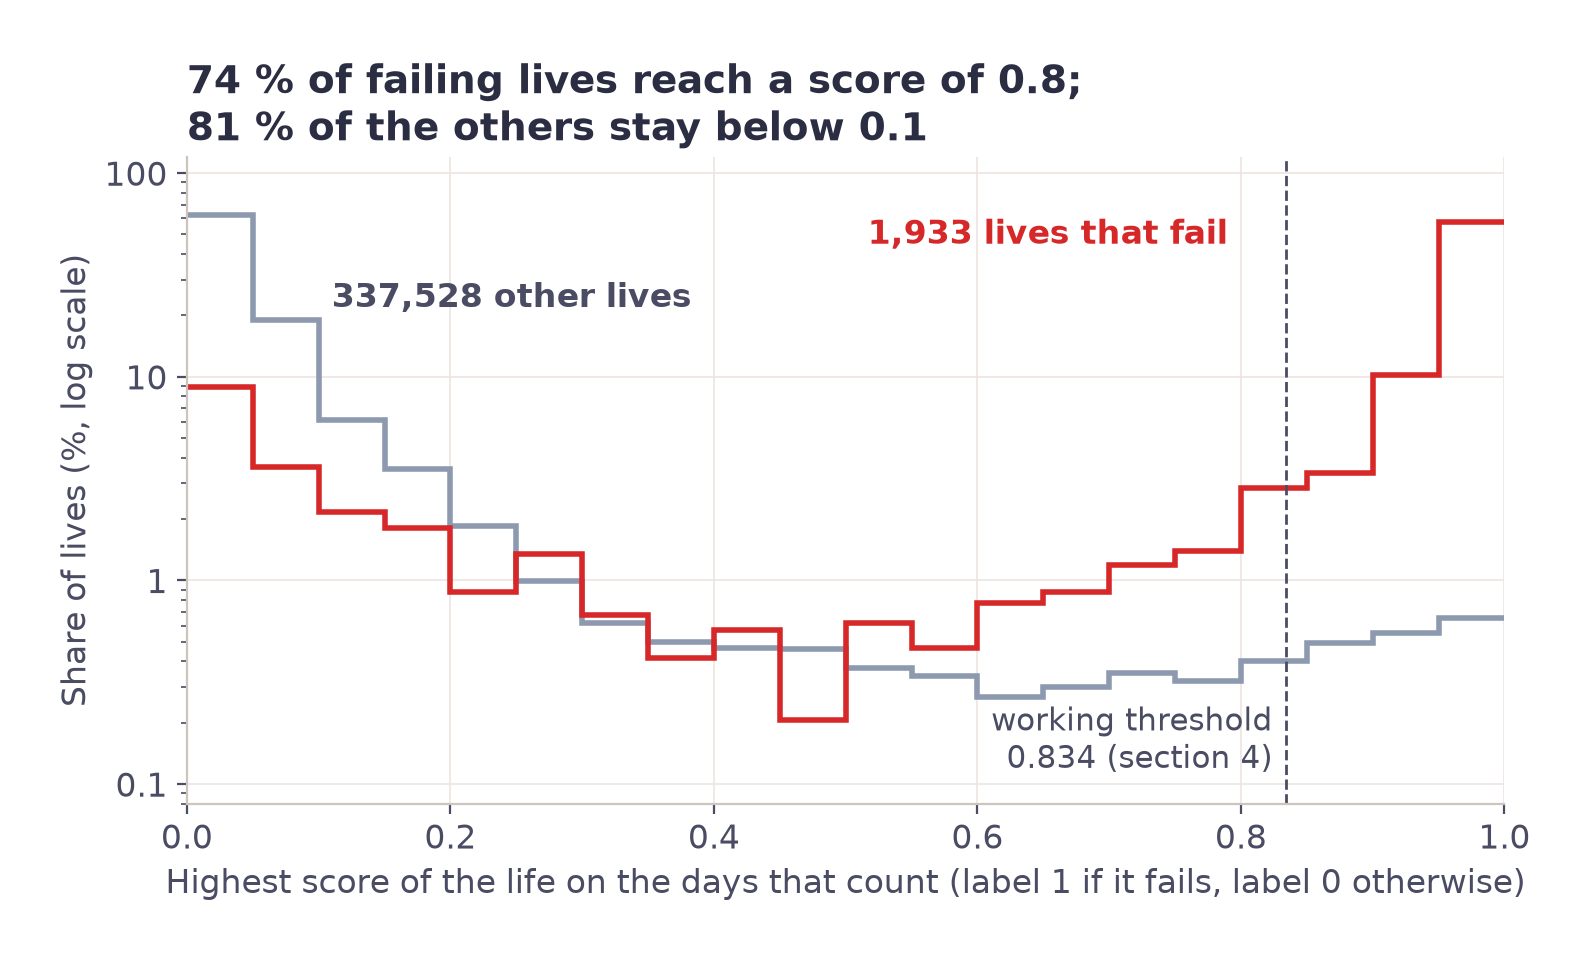 74 % of failing lives reach a score of 0.8;
81 % of the others stay below 0.1
100
10
1
0.1
Share of lives (%, log scale)
1,933 lives that fail
337,528 other lives
working threshold
0.834 (section 4)
0.0 0.2 0.4 0.6 0.8 1.0
Highest score of the life on the days that count (label 1 if it fails, label 0 otherwise)